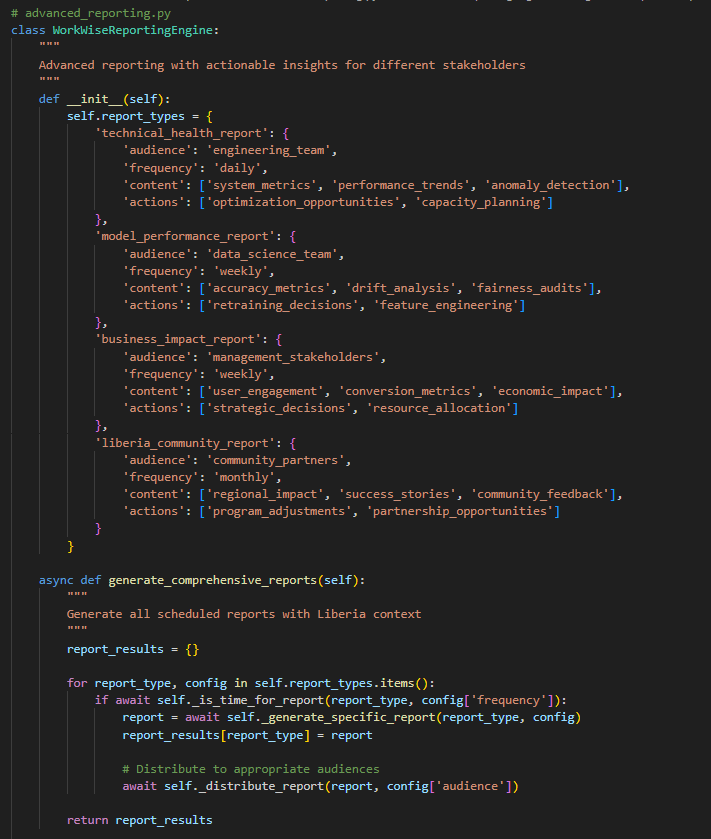 # advanced_reporting.py
class WorkWiseReportingEngine:
    """
    Advanced reporting with actionable insights for different stakeholders
    """
    def __init__(self):
        self.report_types = {
            'technical_health_report': {
                'audience': 'engineering_team',
                'frequency': 'daily',
                'content': ['system_metrics', 'performance_trends', 'anomaly_detection'],
                'actions': ['optimization_opportunities', 'capacity_planning']
            },
            'model_performance_report': {
                'audience': 'data_science_team',
                'frequency': 'weekly',
                'content': ['accuracy_metrics', 'drift_analysis', 'fairness_audits'],
                'actions': ['retraining_decisions', 'feature_engineering']
            },
            'business_impact_report': {
                'audience': 'management_stakeholders',
                'frequency': 'weekly',
                'content': ['user_engagement', 'conversion_metrics', 'economic_impact'],
                'actions': ['strategic_decisions', 'resource_allocation']
            },
            'liberia_community_report': {
                'audience': 'community_partners',
                'frequency': 'monthly',
                'content': ['regional_impact', 'success_stories', 'community_feedback'],
                'actions': ['program_adjustments', 'partnership_opportunities']
            }
        }
    async def generate_comprehensive_reports(self):
        """
        Generate all scheduled reports with Liberia context
        """
        report_results = {}
        for report_type, config in self.report_types.items():
            if await self._is_time_for_report(report_type, config['frequency']):
                report = await self._generate_specific_report(report_type, config)
                report_results[report_type] = report
                # Distribute to appropriate audiences
                await self._distribute_report(report, config['audience'])
        return report_results